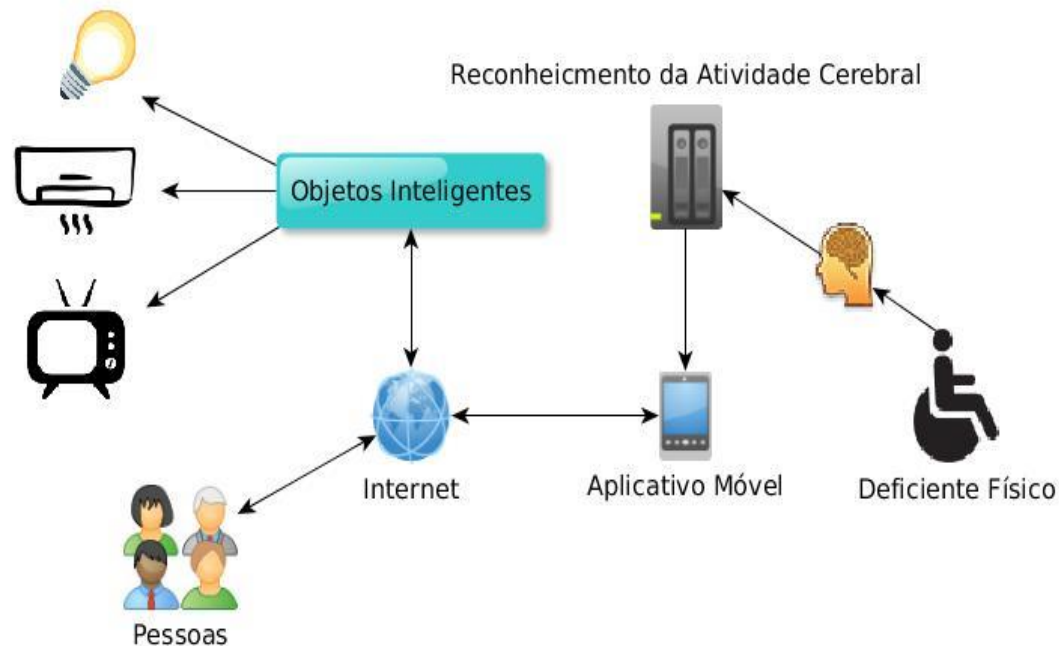 Reconheicmento da Atividade Cerebral
Objetos Inteligentes
Internet
Aplicativo Móvel
Deficiente Físico
Pessoas